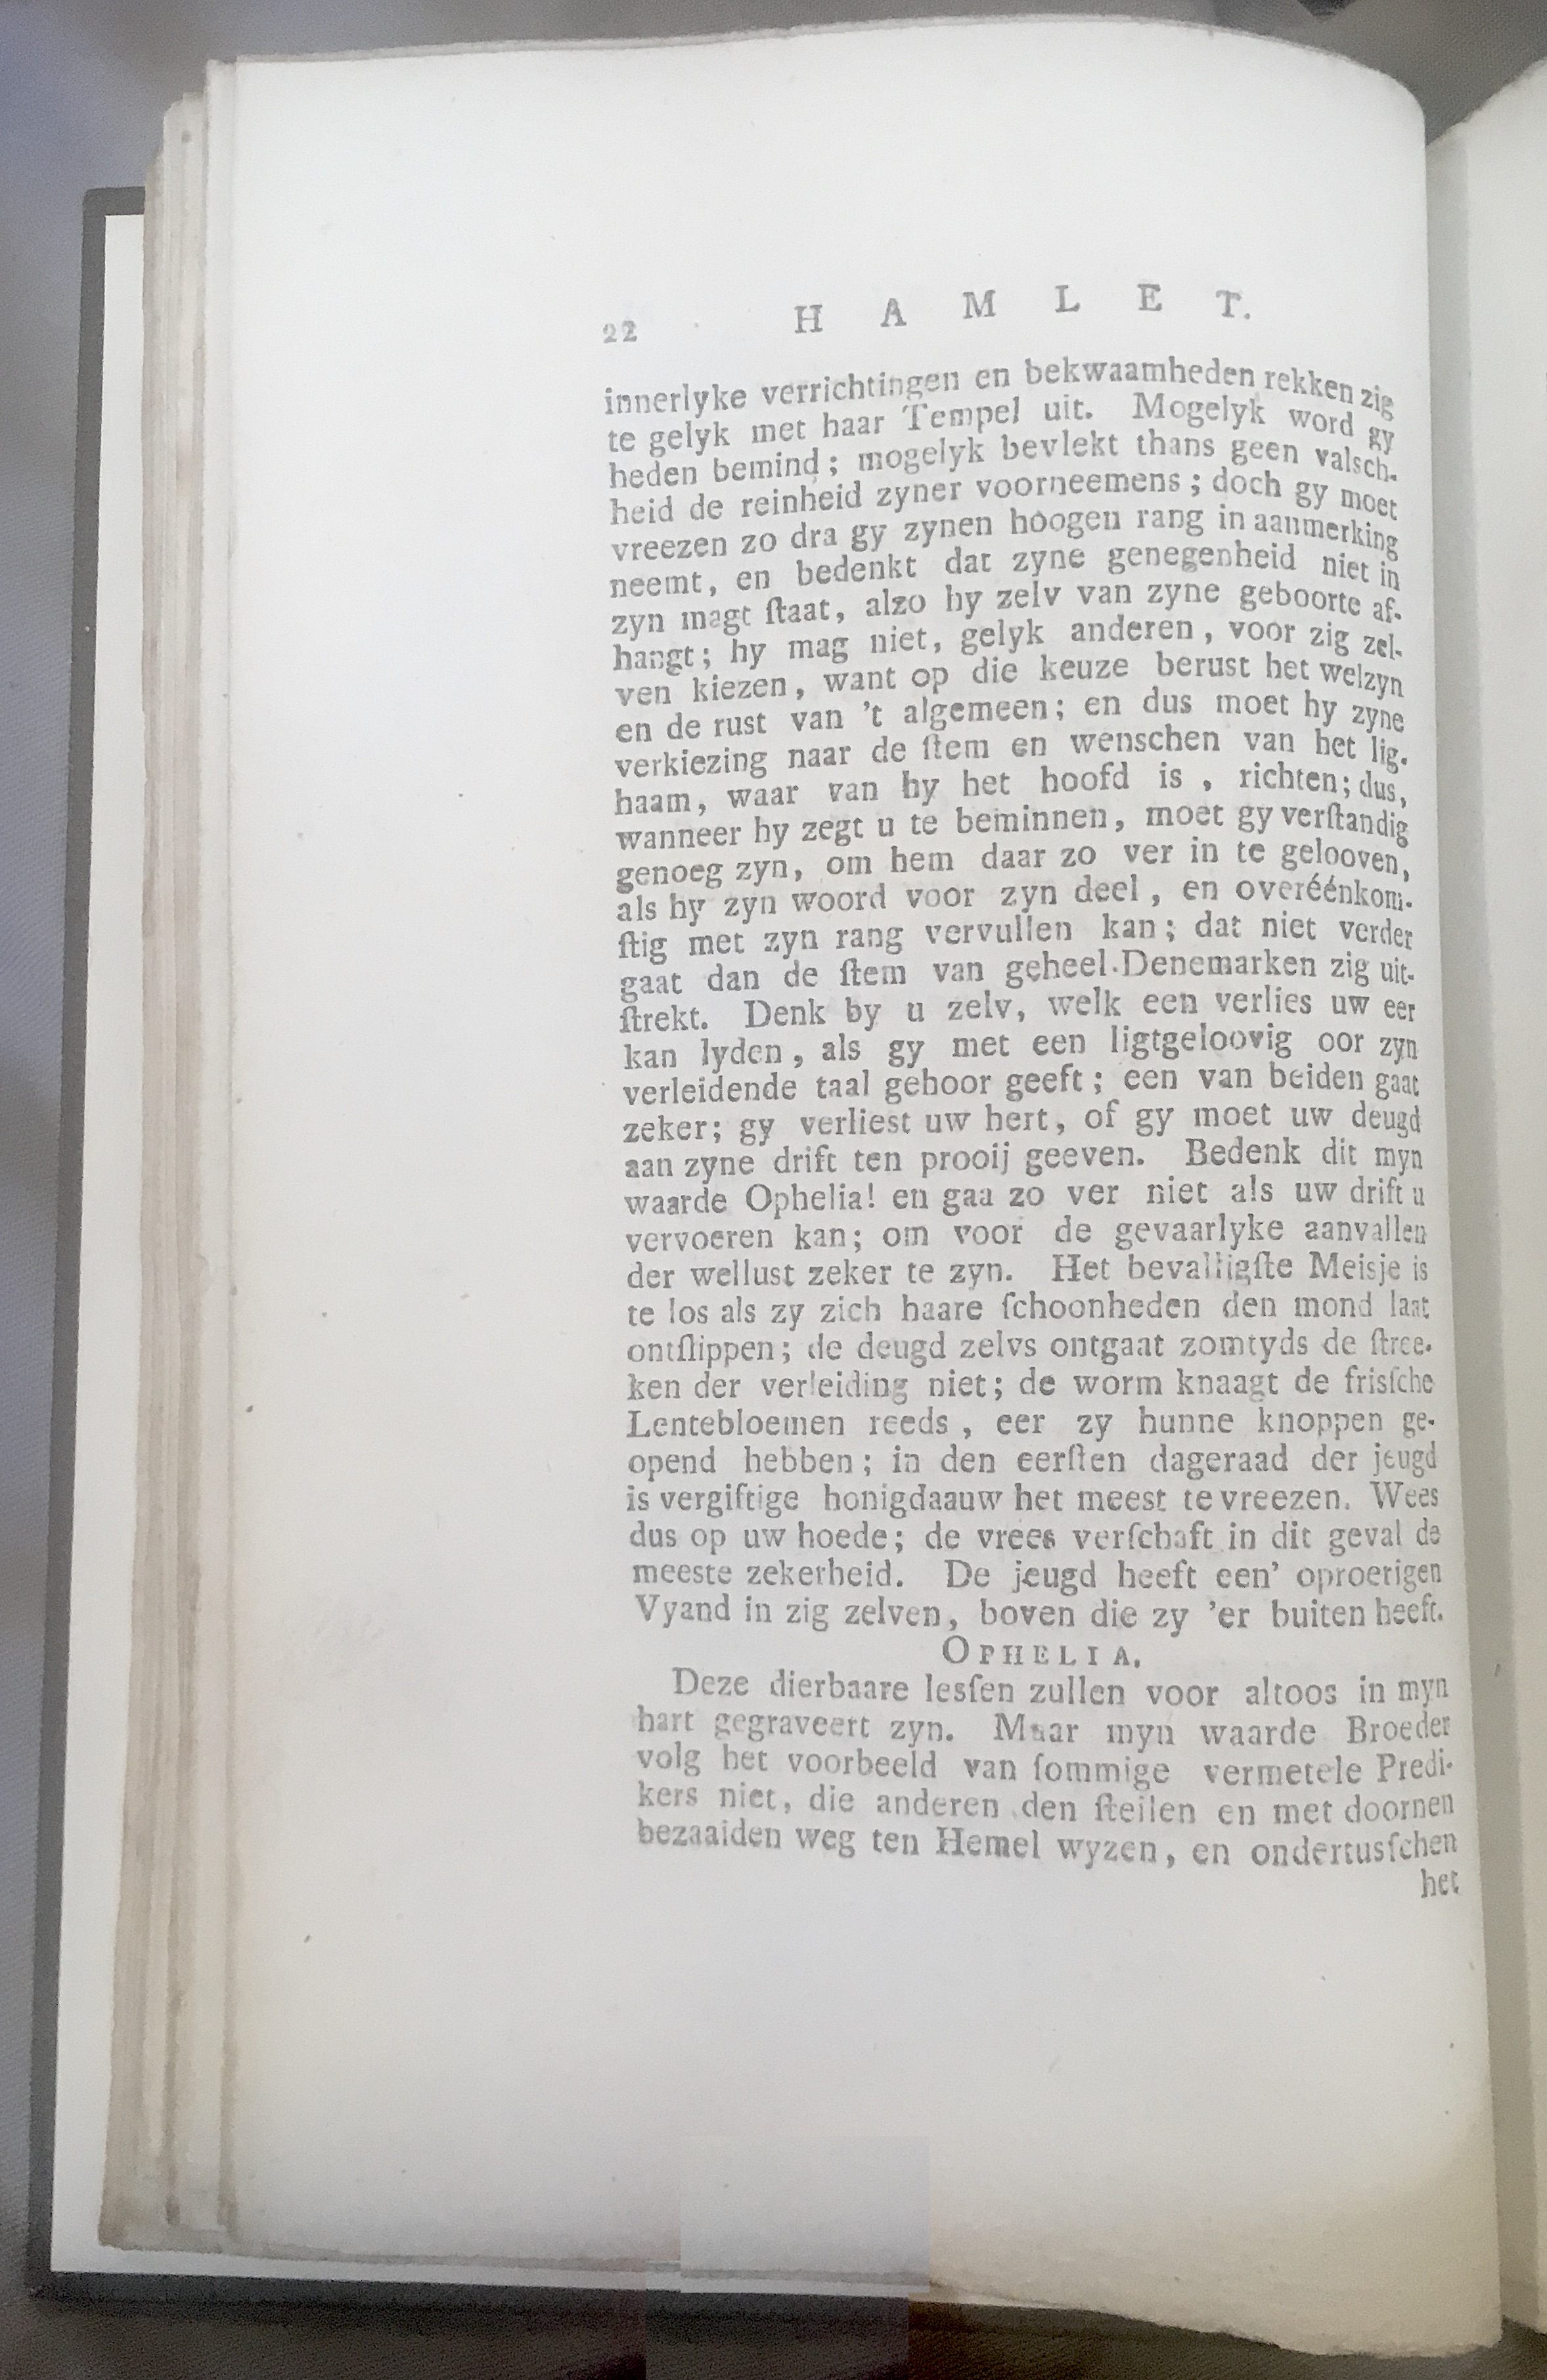 22 H A M L E T.
innerlyke verrichtingen en bekwaamheden rekken zig
te gelyk met haar Tempel uit. Mogelyk word gy
heden bemind; mogelyk bevlekt thans geen valsch-
heid de reinheid zyner voorneemens; doch gy moet
vreezen zo dra gy zynen hoogen rang in aanmerking
neemt, en bedenkt dat zyne genegenheid niet in
zyn magt ſtaat, alzo hy zelv van zyne geboorte af-
hangt; hy mag niet, gelyk anderen, voor zig zel-
ven kiezen, want op die keuze berust het welzyn
en de rust van 't algemeen; en dus moet hy zyne
verkiezing naar de ſtem en wenschen van het lig-
haam, waar van hy het hoofd is, richten; dus,
wanneer hy zegt u te beminnen, moet gy verſtandig
genoeg zyn, om hem daar zo ver in te gelooven,
als hy zyn woord voor zyn deel, en overéénkom-
ſtig met zyn rang vervullen kan; dat niet verder
gaat dan de ſtem van geheel Denemarken zig uit-
ſtrekt. Denk by u zelv, welk een verlies uw eer
kan lyden, als gy met een ligtgeloovig oor zyn
verleidende taal gehoor geeft; een van beiden gaat
zeker; gy verliest uw hert, of gy moet uw deugd
aan zyne drift ten prooij geeven. Bedenk dit myn
waarde Ophelia! en gaa zo ver niet als uw drift u
vervoeren kan; om voor de gevaarlyke aanvallen
der wellust zeker te zyn. Het bevalligſte Meisje is
te los als zy zich haare ſchoonheden den mond laat
ontſlippen; de deugd zelvs ontgaat zomtyds de ſtree-
ken der verleiding niet; de worm knaagt de frisſche
Lentebloemen reeds, eer zy hunne knoppen ge-
opend hebben; in den eerſten dageraad der jeugd
is vergiftige honigdaauw het meest te vreezen. Wees
dus op uw hoede; de vrees verſchaft in dit geval de
meeste zekerheid. De jeugd heeft een' oproerigen
Vyand in zig zelven, boven die zy 'er buiten heeft.
OPHELIA.
Deze dierbaare lesſen zullen voor altoos in myn
hart gegraveert zyn. Maar myn waarde Broeder
volg het voorbeeld van ſommige vermetele Predi-
kers niet, die anderen den ſteilen en met doornen
bezaaiden weg ten Hemel wyzen, en ondertusſchen
het